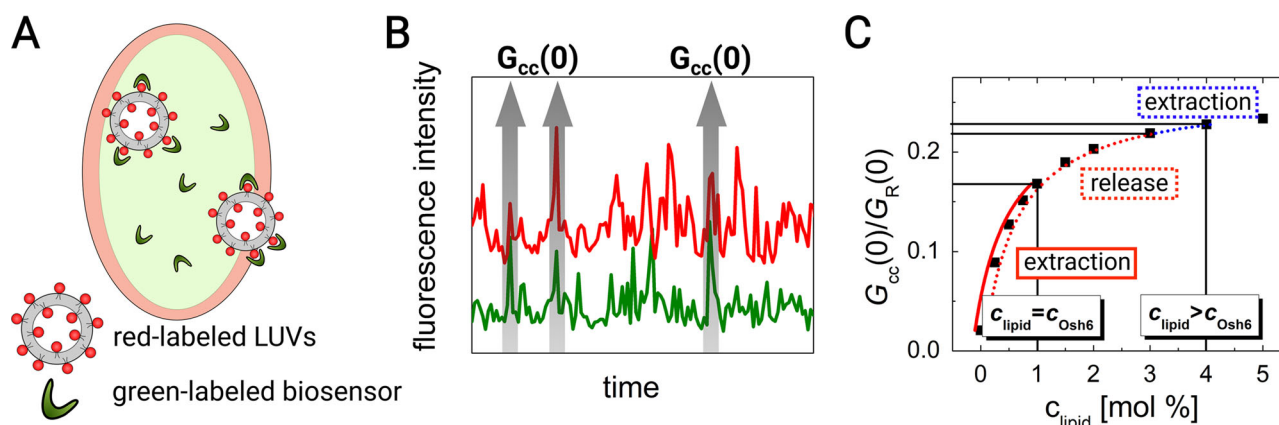 A
red-labeled LUVs
green-labeled biosensor
B
G_cc(0) G_cc(0)
fluorescence intensity
time
C
G_cc(0)/G_R(0)
0.2
0.1
0.0
extraction
release
extraction
c_lipid=c_Osh6
c_lipid>c_Osh6
0 1 2 3 4 5
c_lipid [mol %]